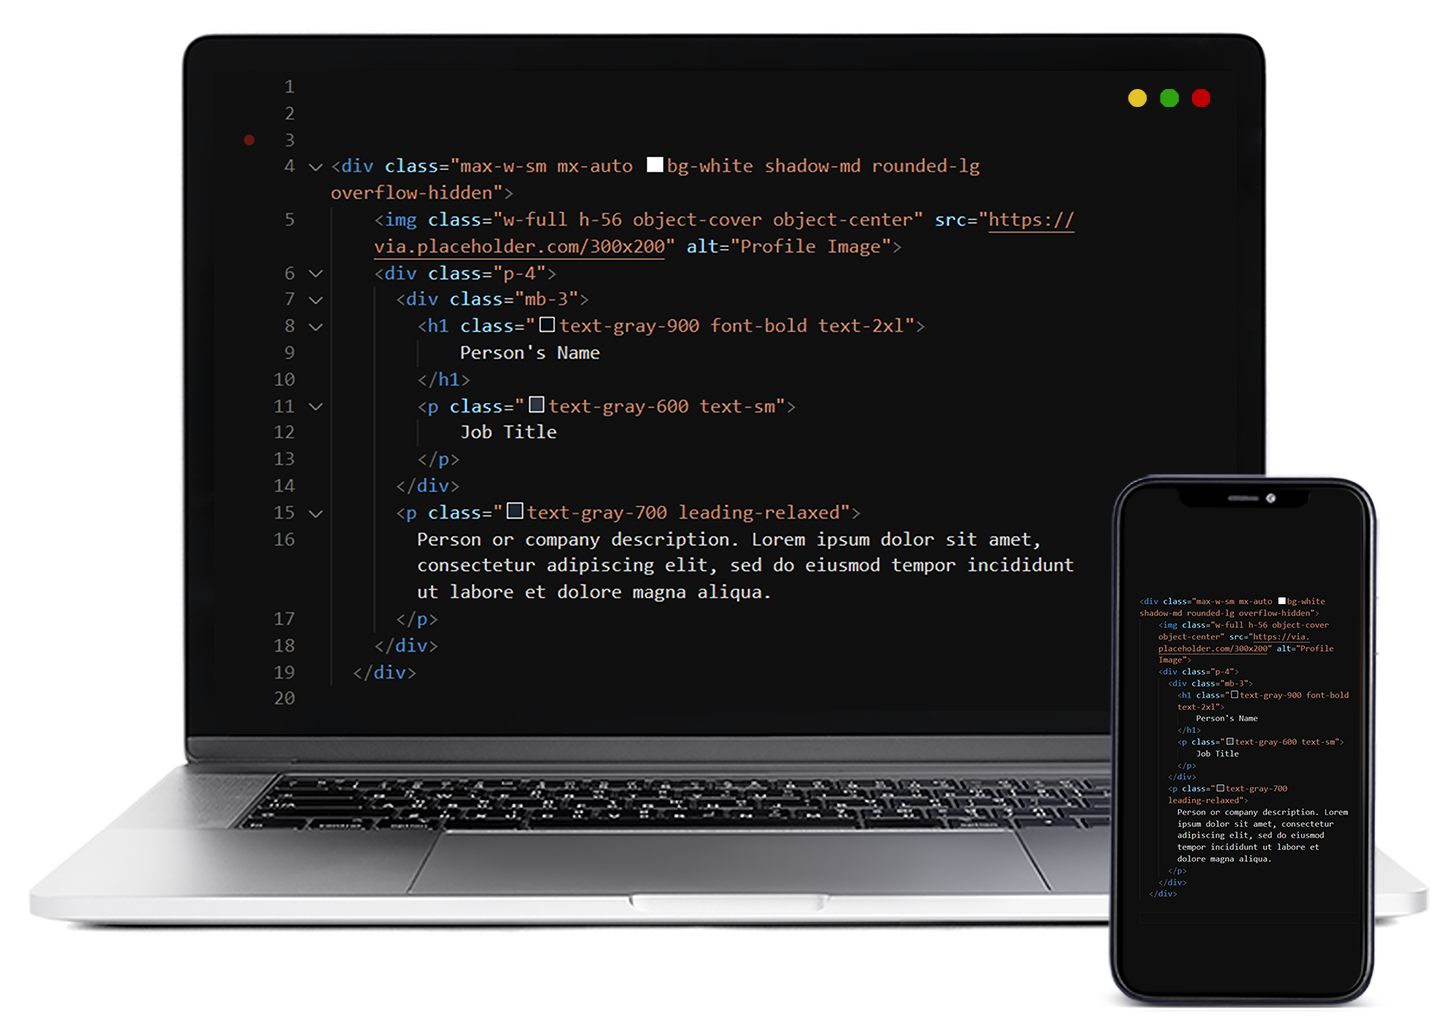 1
2
3
4 <div class="max-w-sm mx-auto bg-white shadow-md rounded-lg
overflow-hidden">
5 <img class="w-full h-56 object-cover object-center" src="https://
via.placeholder.com/300x200" alt="Profile Image">
6 <div class="p-4">
7 <div class="mb-3">
8 <h1 class="text-gray-900 font-bold text-2xl">
9 Person's Name
10 </h1>
11 <p class="text-gray-600 text-sm">
12 Job Title
13 </p>
14 </div>
15 <p class="text-gray-700 leading-relaxed">
16 Person or company description. Lorem ipsum dolor sit amet,
consectetur adipiscing elit, sed do eiusmod tempor incididunt
ut labore et dolore magna aliqua.
17 </p>
18 </div>
19 </div>
20
<div class="max-w-sm mx-auto bg-white
shadow-md rounded-lg overflow-hidden">
<img class="w-full h-56 object-cover
object-center" src="https://via.
placeholder.com/300x200" alt="Profile
Image">
<div class="p-4">
<div class="mb-3">
<h1 class="text-gray-900 font-bold
text-2xl">
Person's Name
</h1>
<p class="text-gray-600 text-sm">
Job Title
</p>
</div>
<p class="text-gray-700
leading-relaxed">
Person or company description. Lorem
ipsum dolor sit amet, consectetur
adipiscing elit, sed do eiusmod
tempor incididunt ut labore et
dolore magna aliqua.
</p>
</div>
</div>